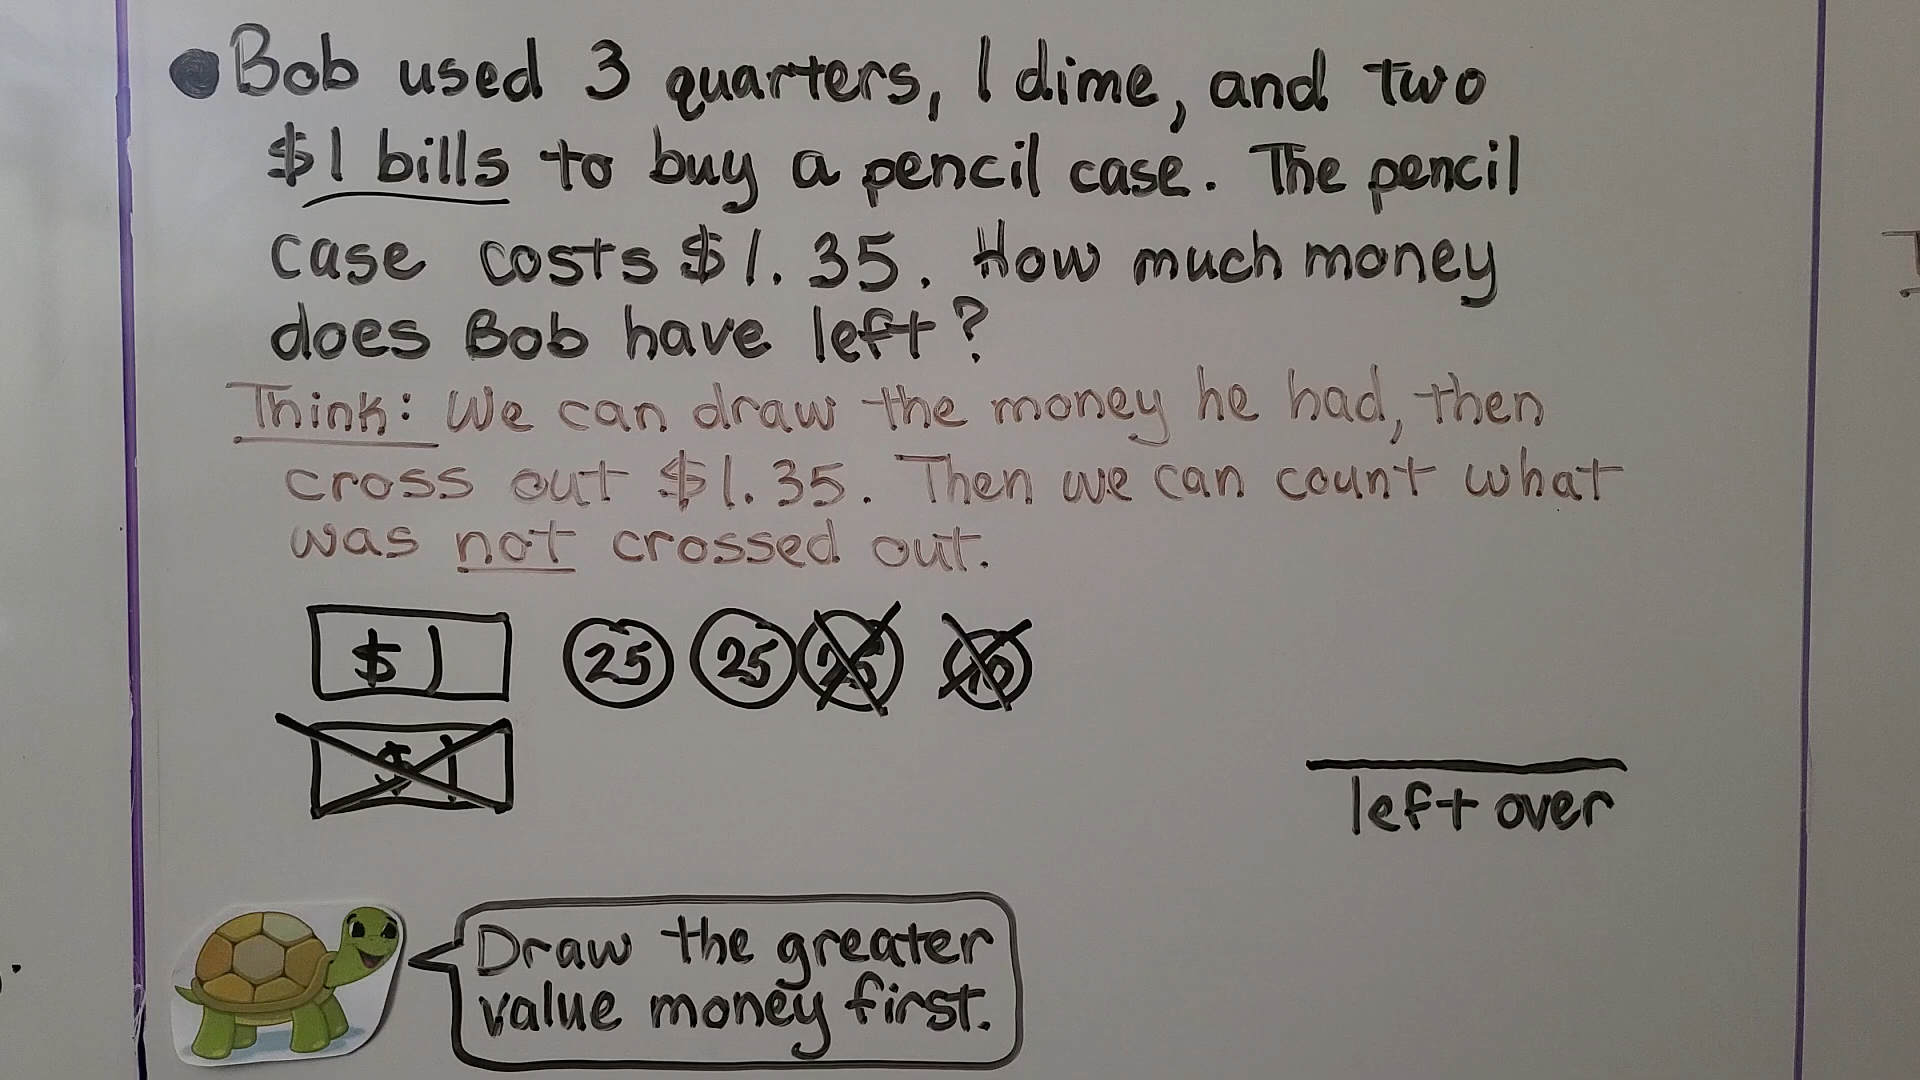 Bob used 3 quarters, 1 dime, and two
$1 bills to buy a pencil case. The pencil
case costs $1.35. How much money
does Bob have left?
Think: We can draw the money he had, then
cross out $1.35. Then we can count what
was not crossed out.
$1 25 25 25 10
$1
left over
Draw the greater
value money first.